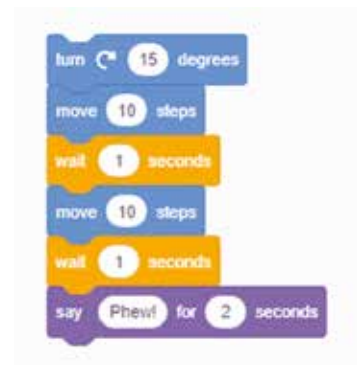 turn 15 degrees
move 10 steps
wait 1 seconds
move 10 steps
wait 1 seconds
say Phew! for 2 seconds